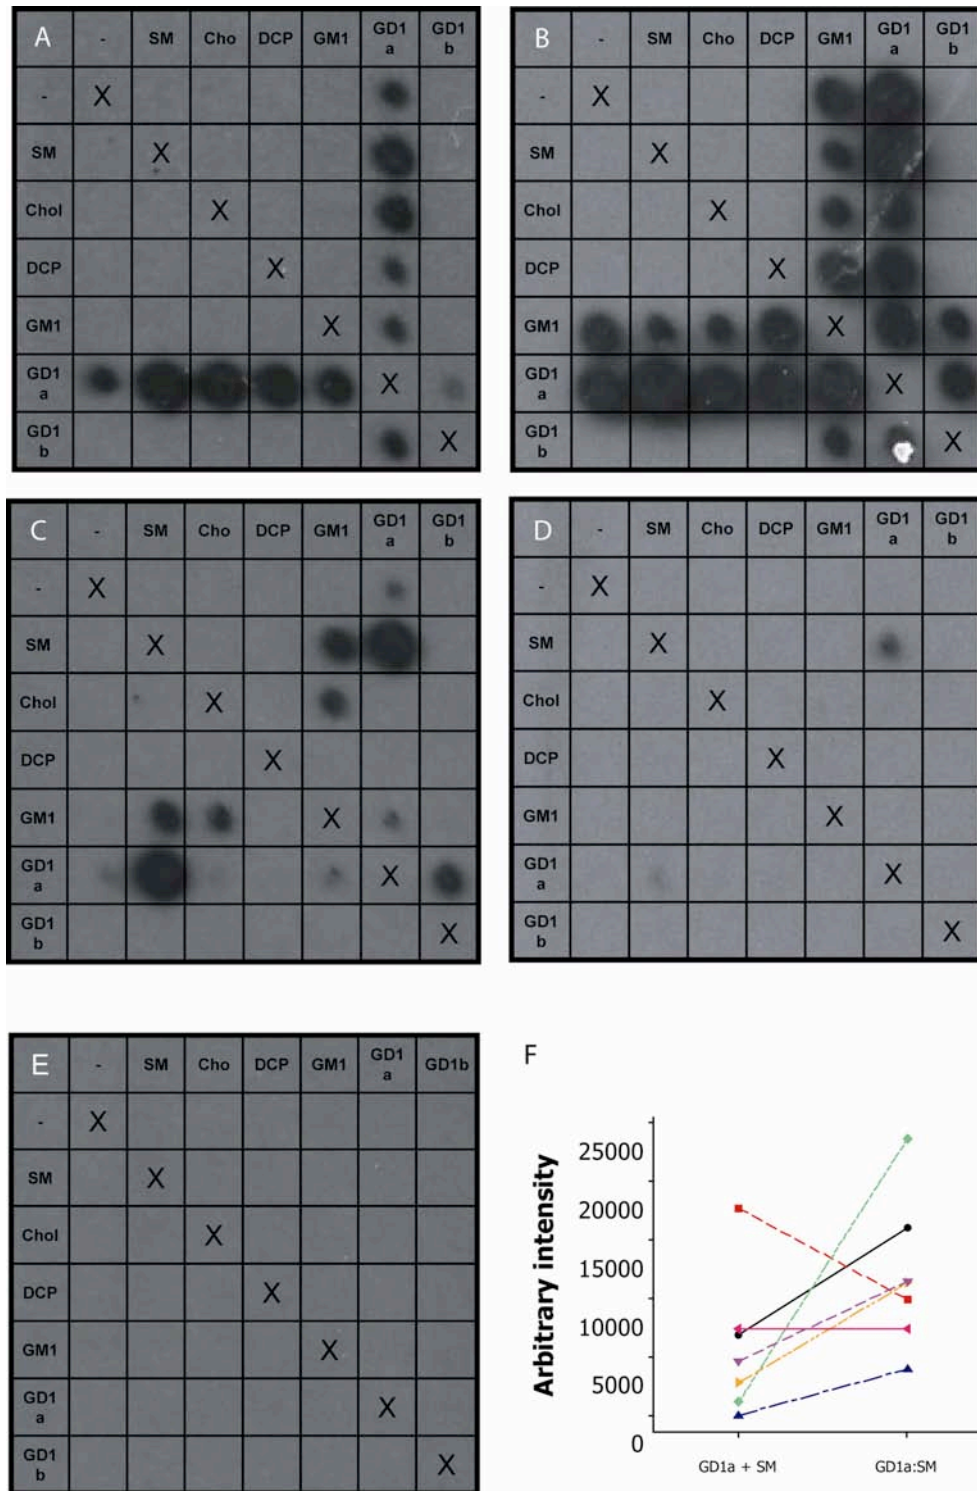 A - SM Cho DCP GM1 GD1 a GD1 b
- X
SM X
Chol X
DCP X
GM1 X
GD1 a X
GD1 b X
B - SM Cho DCP GM1 GD1 a GD1 b
- X
SM X
Chol X
DCP X
GM1 X
GD1 a X
GD1 b X
C - SM Cho DCP GM1 GD1 a GD1 b
- X
SM X
Chol X
DCP X
GM1 X
GD1 a X
GD1 b X
D - SM Cho DCP GM1 GD1 a GD1 b
- X
SM X
Chol X
DCP X
GM1 X
GD1 a X
GD1 b X
E - SM Cho DCP GM1 GD1 a GD1b
- X
SM X
Chol X
DCP X
GM1 X
GD1 a X
GD1 b X
F
Arbitrary intensity
25000
20000
15000
10000
5000
0
GD1a + SM GD1a:SM